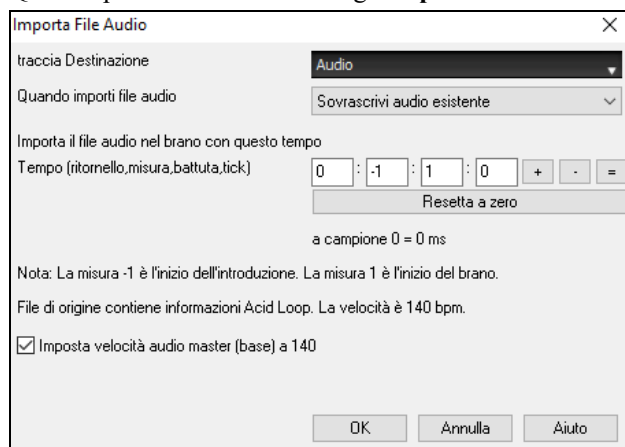 Importa File Audio
traccia Destinazione Audio
Quando importi file audio Sovrascrivi audio esistente
Importa il file audio nel brano con questo tempo
Tempo (ritornello,misura,battuta,tick) 0 : -1 : 1 : 0 + - =
Resetta a zero
a campione 0 = 0 ms
Nota: La misura -1 è l'inizio dell'introduzione. La misura 1 è l'inizio del brano.
File di origine contiene informazioni Acid Loop. La velocità è 140 bpm.
Imposta velocità audio master (base) a 140
OK Annulla Aiuto